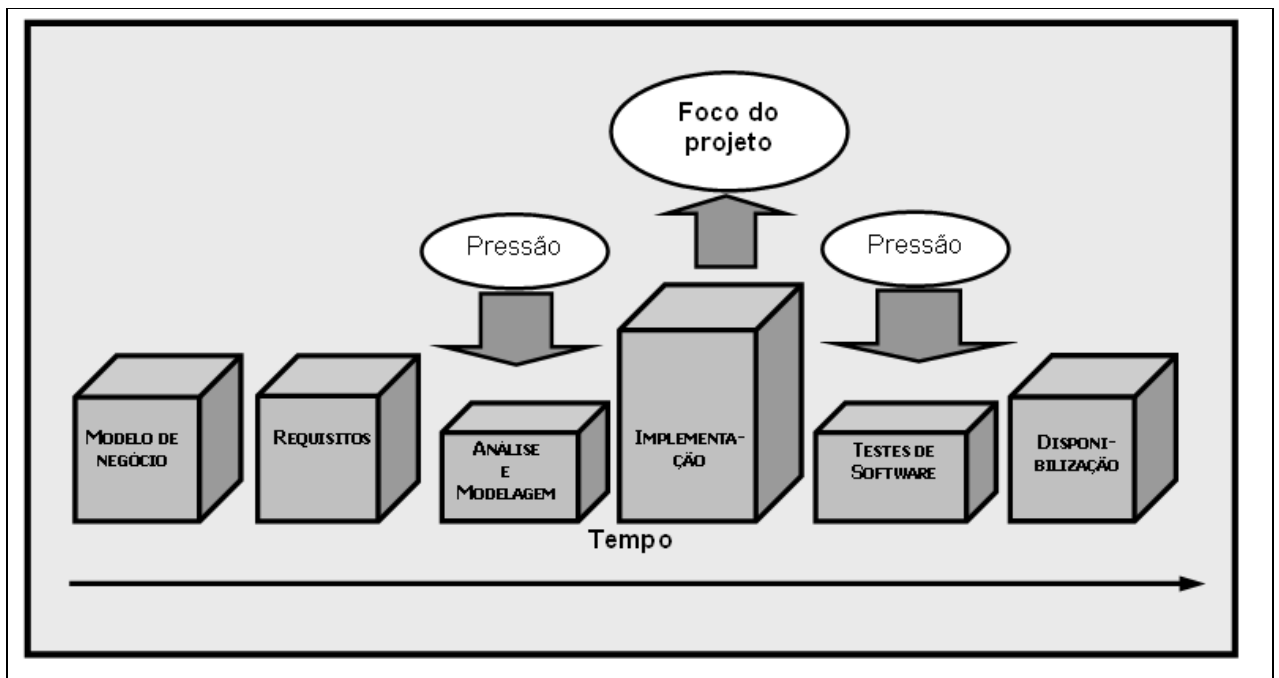 Foco do
projeto
Pressão
Pressão
MODELO DE
NEGÓCIO
REQUISITOS
ANÁLISE
E
MODELAGEM
IMPLEMENTA-
ÇÃO
TESTES DE
SOFTWARE
DISPONI-
BILIZAÇÃO
Tempo